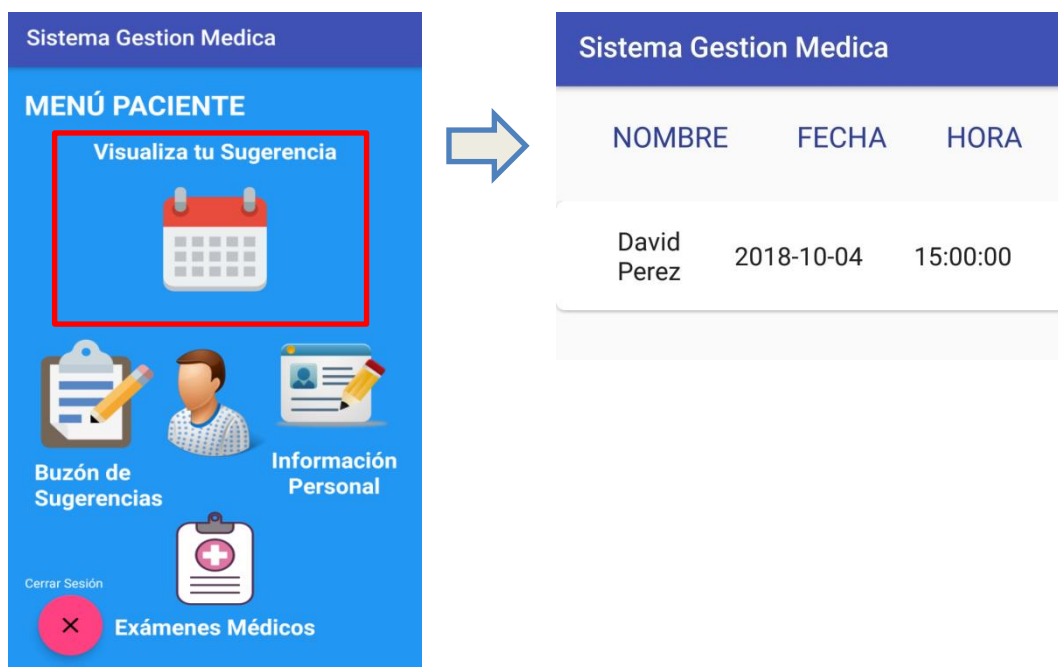 Sistema Gestion Medica
MENÚ PACIENTE
Visualiza tu Sugerencia
Buzón de
Sugerencias
Información
Personal
Cerrar Sesión
Exámenes Médicos
Sistema Gestion Medica
NOMBRE FECHA HORA
David
Perez
2018-10-04 15:00:00